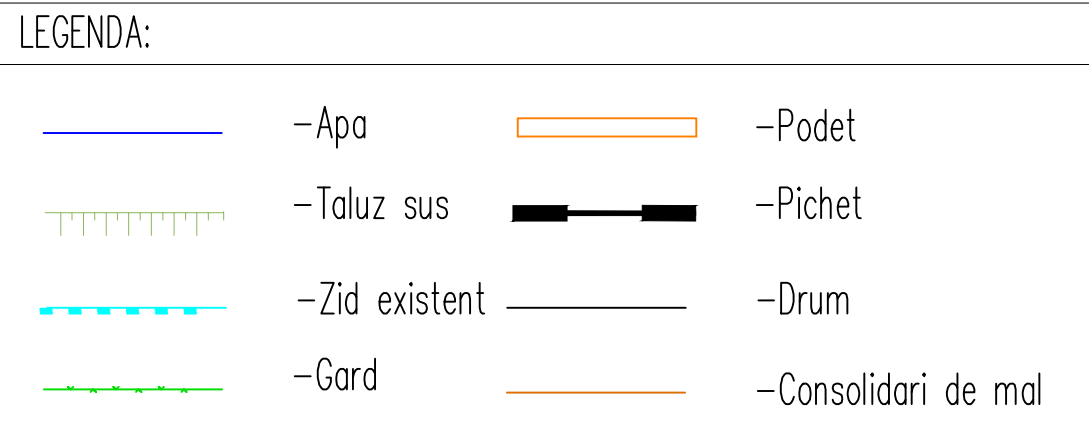 LEGENDA:
-Apa
-Podet
-Taluz sus
-Pichet
-Zid existent
-Drum
-Gard
-Consolidari de mal